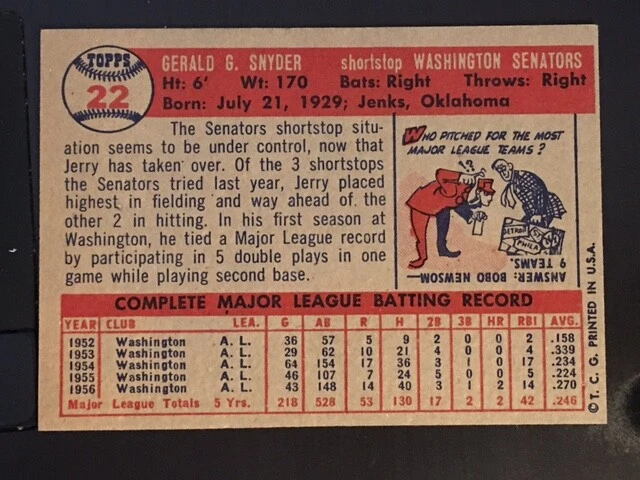 TOPPS
22
GERALD G. SNYDER shortstop WASHINGTON SENATORS
Ht: 6' Wt: 170 Bats: Right Throws: Right
Born: July 21, 1929; Jenks, Oklahoma
The Senators shortstop situ-
ation seems to be under control, now that
Jerry has taken over. Of the 3 shortstops
the Senators tried last year, Jerry placed
highest in fielding and way ahead of the
other 2 in hitting. In his first season at
Washington, he tied a Major League record
by participating in 5 double plays in one
game while playing second base.
WHO PITCHED FOR THE MOST
MAJOR LEAGUE TEAMS?
!?
DETROIT
ST.
N.Y.
PHILA.
ANSWER: BOBO NEWSOM—
9 TEAMS.
COMPLETE MAJOR LEAGUE BATTING RECORD
YEAR CLUB LEA. G AB R H 2B 3B HR RBI AVG.
1952 Washington A. L. 36 57 5 9 2 0 0 2 .158
1953 Washington A. L. 29 62 10 21 4 0 0 4 .339
1954 Washington A. L. 64 154 17 36 3 1 0 17 .234
1955 Washington A. L. 46 107 7 24 5 0 0 5 .224
1956 Washington A. L. 43 148 14 40 3 1 2 14 .270
Major League Totals 5 Yrs. 218 528 53 130 17 2 2 42 .246
© T. C. G. PRINTED IN U.S.A.